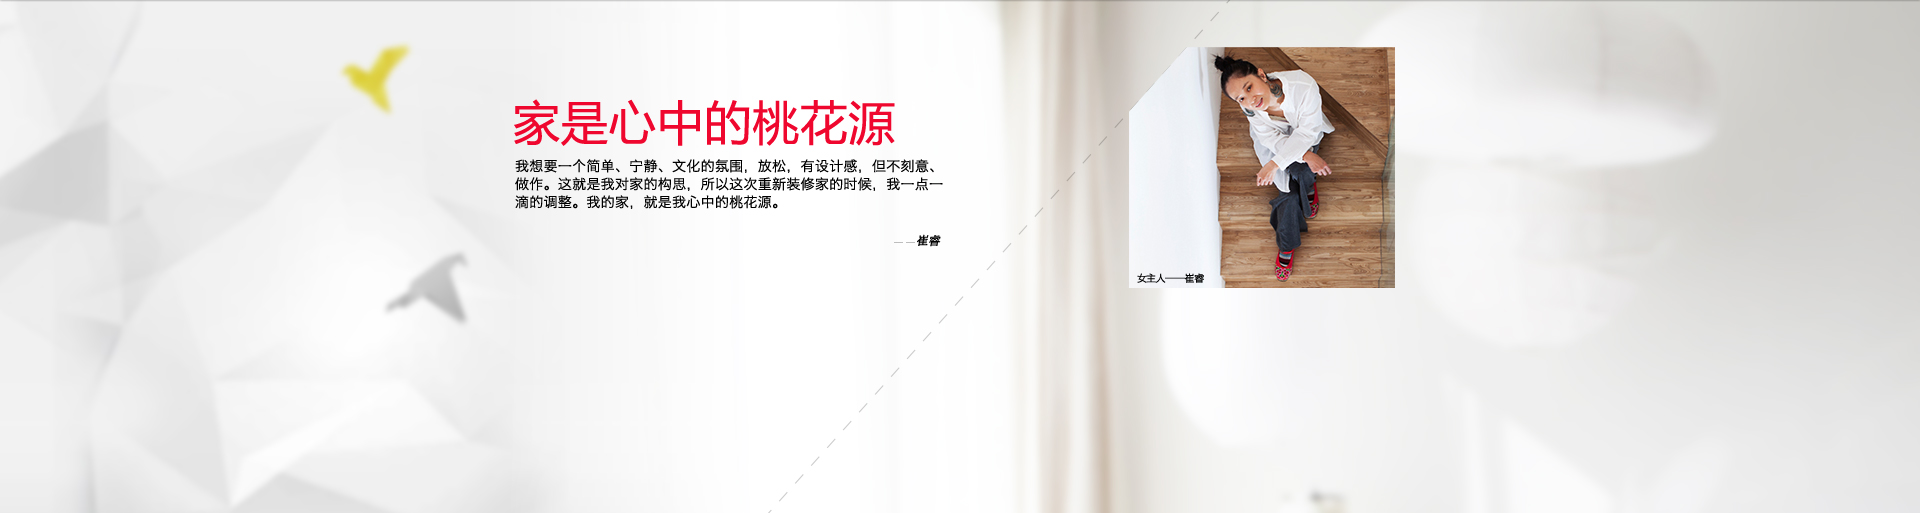 家是心中的桃花源
我想要一个简单、宁静、文化的氛围，放松，有设计感，但不刻意、
做作。这就是我对家的构思，所以这次重新装修家的时候，我一点一
滴的调整。我的家，就是我心中的桃花源。
——崔睿
女主人——崔睿